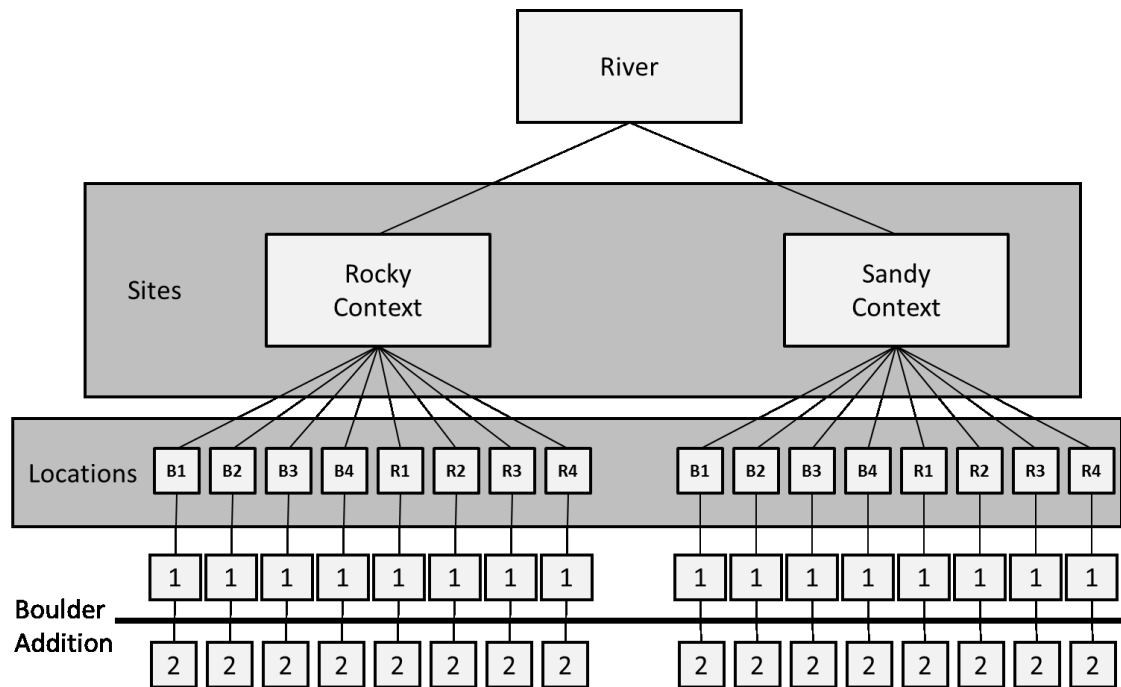 River
Sites
Rocky
Context
Sandy
Context
Locations
B1 B2 B3 B4 R1 R2 R3 R4 B1 B2 B3 B4 R1 R2 R3 R4
1 1 1 1 1 1 1 1 1 1 1 1 1 1 1 1
Boulder
Addition
2 2 2 2 2 2 2 2 2 2 2 2 2 2 2 2